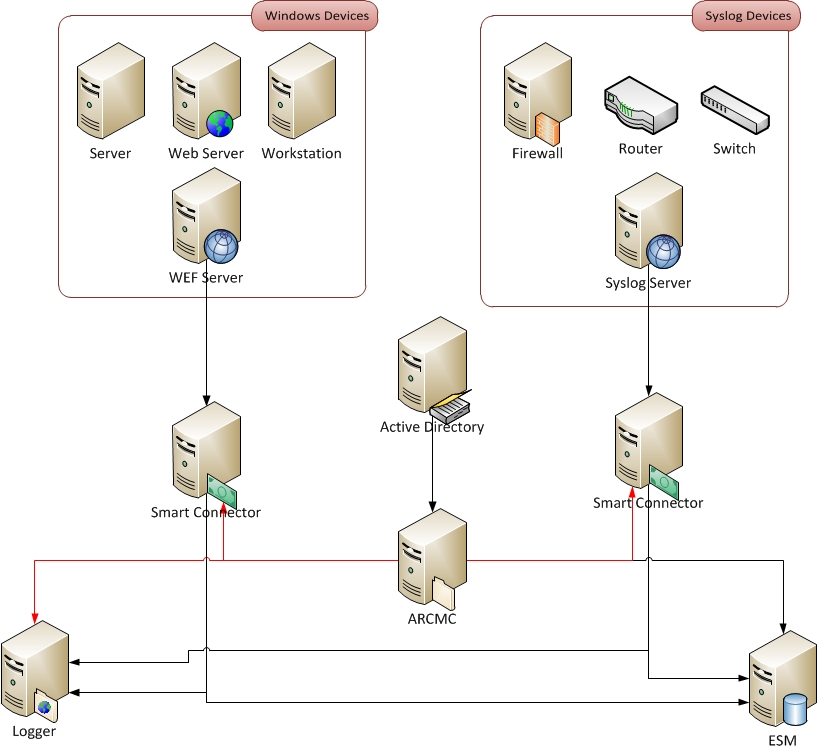 Windows Devices
Syslog Devices
Server
Web Server
Workstation
Firewall
Router
Switch
WEF Server
Syslog Server
Active Directory
Smart Connector
Smart Connector
ARCMC
Logger
ESM